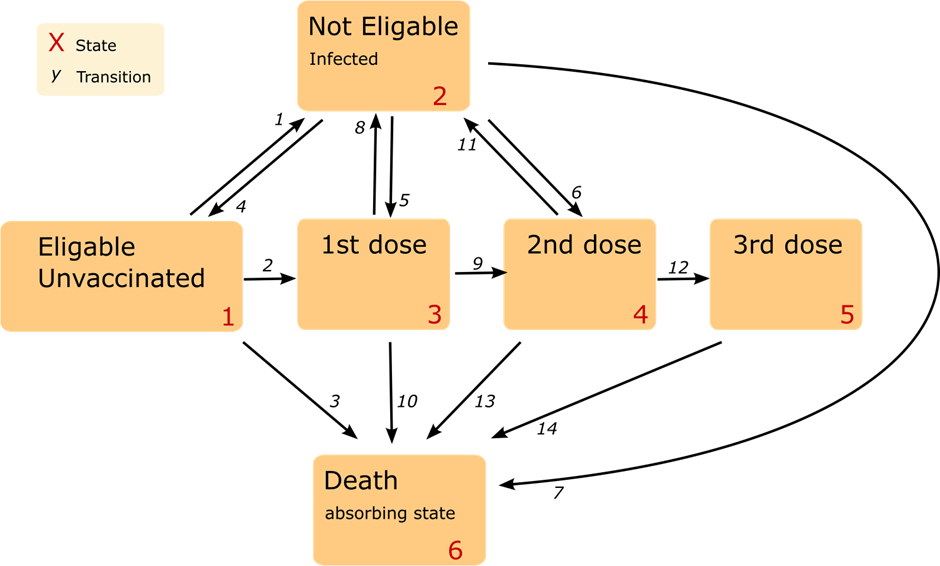 X State
y Transition
Not Eligable
Infected
2
1
4
8
5
11
6
Eligable
Unvaccinated
1
2
1st dose
3
9
2nd dose
4
12
3rd dose
5
3
10
13
14
7
Death
absorbing state
6